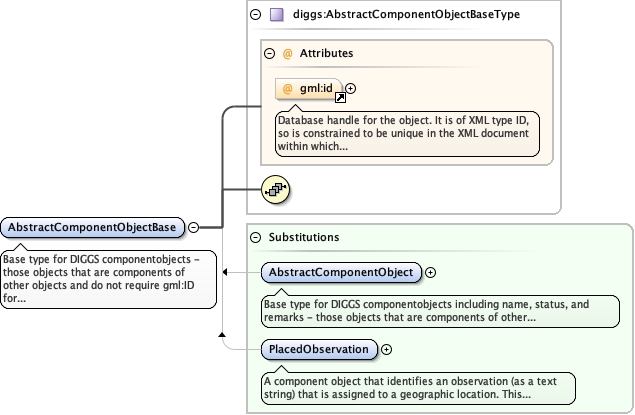 diggs:AbstractComponentObjectBaseType
@ Attributes
@ gml:id
Database handle for the object. It is of XML type ID,
so is constrained to be unique in the XML document
within which...
AbstractComponentObjectBase
Base type for DIGGS componentobjects -
those objects that are components of
other objects and do not require gml:ID
for...
Substitutions
AbstractComponentObject
Base type for DIGGS componentobjects including name, status, and
remarks - those objects that are components of other...
PlacedObservation
A component object that identifies an observation (as a text
string) that is assigned to a geographic location. This...